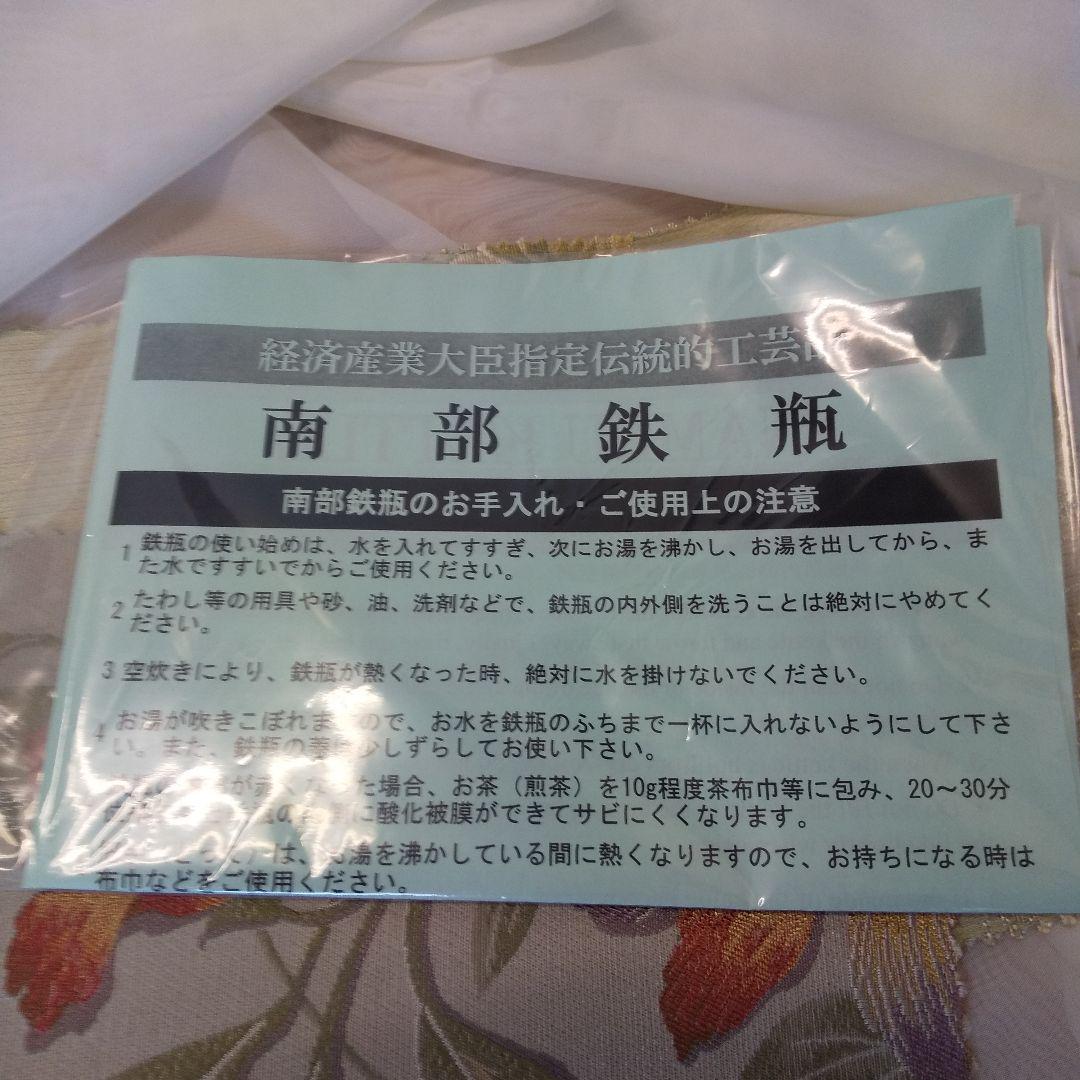 経済産業大臣指定伝統的工芸
南部鉄瓶
南部鉄瓶のお手入れ・ご使用上の注意
1 鉄瓶の使い始めは、水を入れてすすぎ、次にお湯を沸かし、お湯を出してから、ま
た水ですすいでからご使用ください。
2 たわし等の用具や砂、油、洗剤などで、鉄瓶の内外側を洗うことは絶対にやめてく
ださい。
3 空炊きにより、鉄瓶が熱くなった時、絶対に水を掛けないでください。
4 お湯が吹きこぼれますので、お水を鉄瓶のふちまで一杯に入れないようにして下さ
い。また、鉄瓶の蓋は少しずらしてお使い下さい。
が赤くなった場合、お茶（煎茶）を10g程度茶布巾等に包み、20～30分
に酸化被膜ができてサビにくくなります。
は、お湯を沸かしている間に熱くなりますので、お持ちになる時は
布巾などをご使用ください。